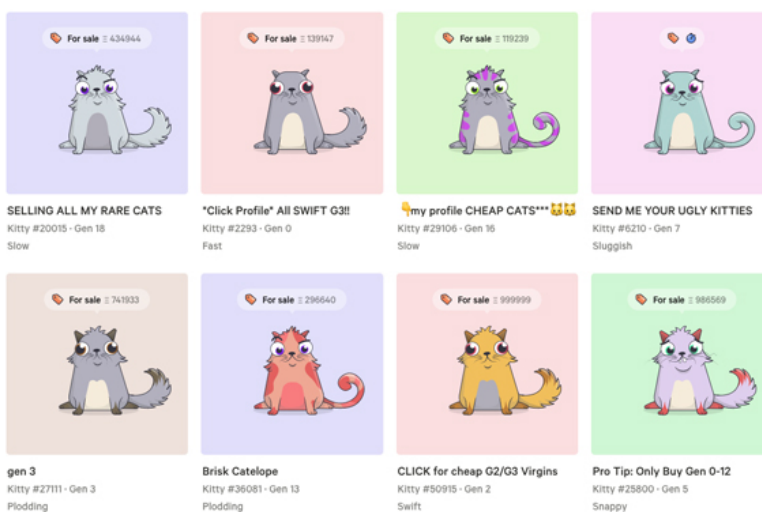 For sale Ξ 434944
For sale Ξ 139147
For sale Ξ 119239
SELLING ALL MY RARE CATS
Kitty #20015 · Gen 18
Slow
*Click Profile* All SWIFT G3!!
Kitty #2293 · Gen 0
Fast
👇my profile CHEAP CATS***🐱🐱
Kitty #29106 · Gen 16
Slow
SEND ME YOUR UGLY KITTIES
Kitty #6210 · Gen 7
Sluggish
For sale Ξ 741933
For sale Ξ 296640
For sale Ξ 999999
For sale Ξ 986569
gen 3
Kitty #27111 · Gen 3
Plodding
Brisk Catelope
Kitty #36081 · Gen 13
Plodding
CLICK for cheap G2/G3 Virgins
Kitty #50915 · Gen 2
Swift
Pro Tip: Only Buy Gen 0-12
Kitty #25800 · Gen 5
Snappy